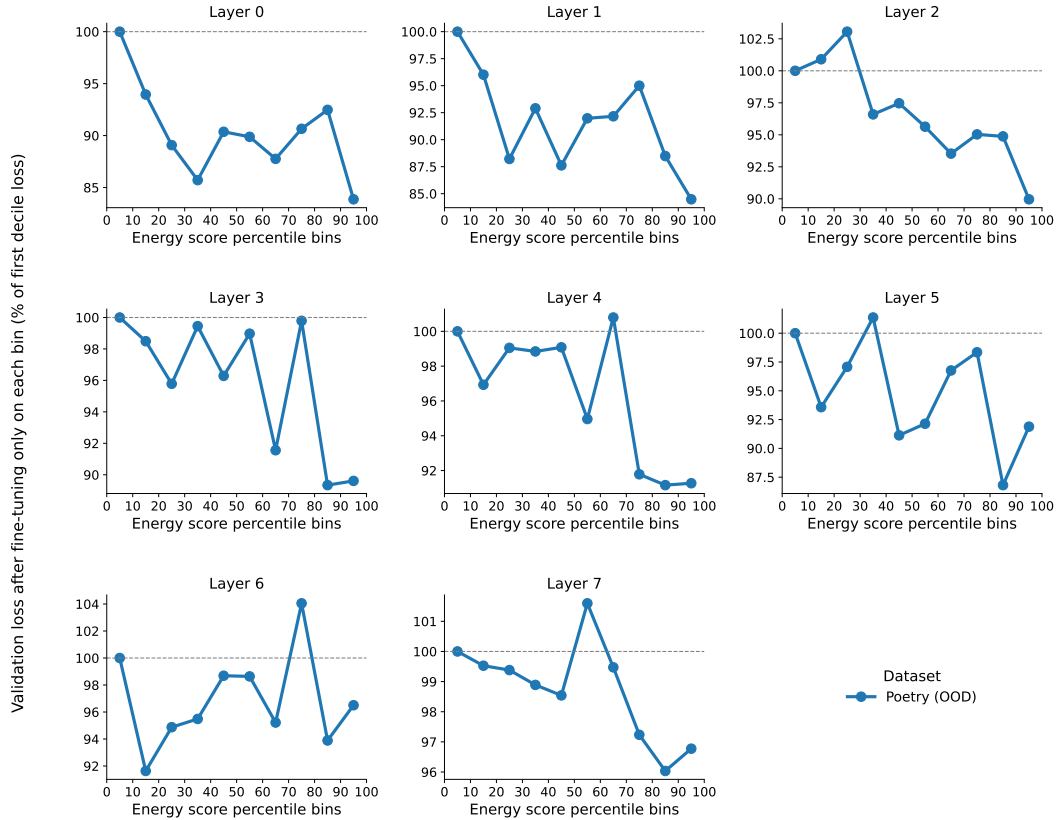 Validation loss after fine-tuning only on each bin (% of first decile loss)
Layer 0
100
95
90
85
0 10 20 30 40 50 60 70 80 90 100
Energy score percentile bins
Layer 1
100.0
97.5
95.0
92.5
90.0
87.5
85.0
0 10 20 30 40 50 60 70 80 90 100
Energy score percentile bins
Layer 2
102.5
100.0
97.5
95.0
92.5
90.0
0 10 20 30 40 50 60 70 80 90 100
Energy score percentile bins
Layer 3
100
98
96
94
92
90
0 10 20 30 40 50 60 70 80 90 100
Energy score percentile bins
Layer 4
100
98
96
94
92
0 10 20 30 40 50 60 70 80 90 100
Energy score percentile bins
Layer 5
100.0
97.5
95.0
92.5
90.0
87.5
0 10 20 30 40 50 60 70 80 90 100
Energy score percentile bins
Layer 6
104
102
100
98
96
94
92
0 10 20 30 40 50 60 70 80 90 100
Energy score percentile bins
Layer 7
101
100
99
98
97
96
0 10 20 30 40 50 60 70 80 90 100
Energy score percentile bins
Dataset
Poetry (OOD)